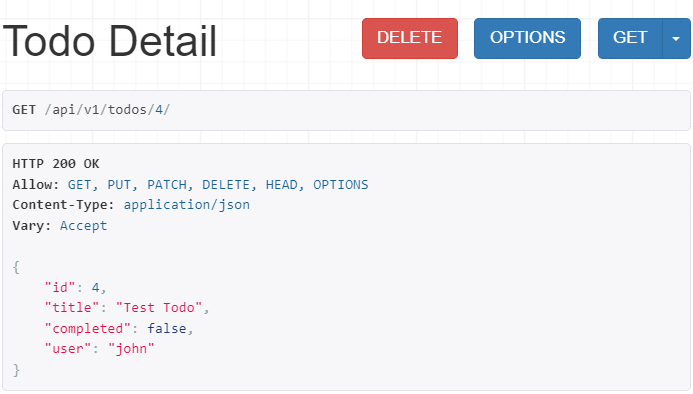 Todo Detail DELETE OPTIONS GET
GET /api/v1/todos/4/
HTTP 200 OK
Allow: GET, PUT, PATCH, DELETE, HEAD, OPTIONS
Content-Type: application/json
Vary: Accept
{
    "id": 4,
    "title": "Test Todo",
    "completed": false,
    "user": "john"
}